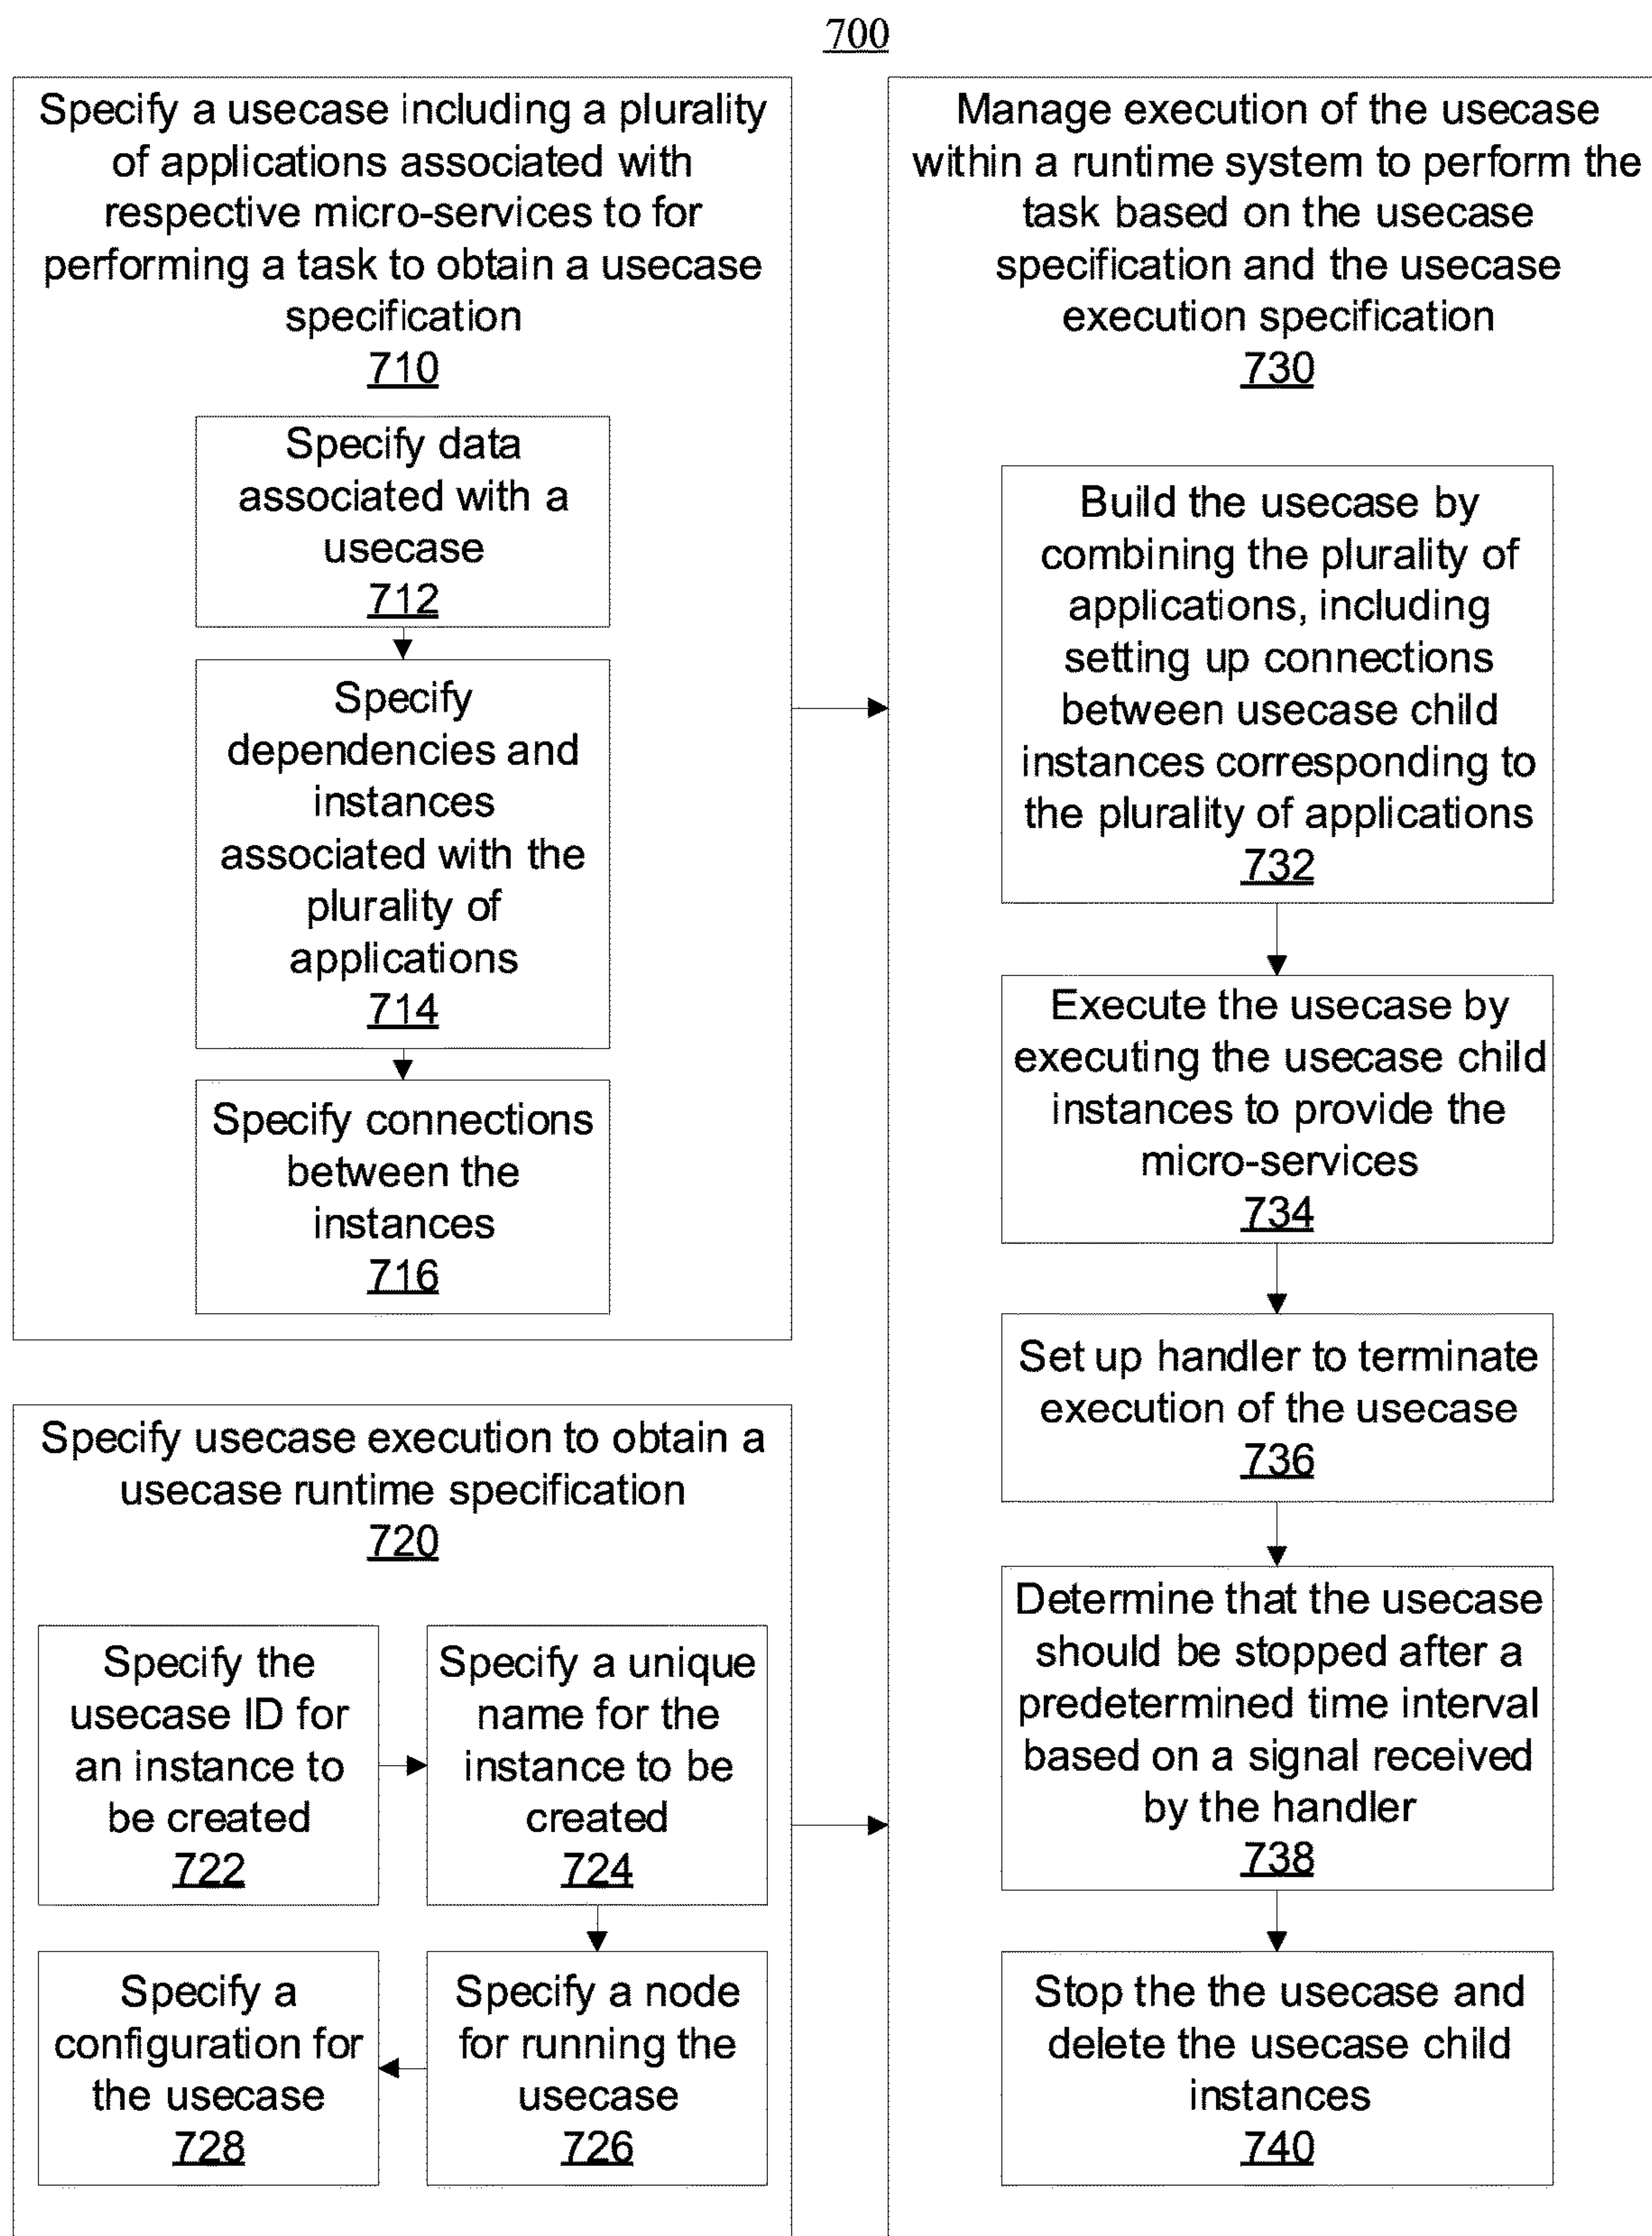 700
Specify a usecase including a plurality
of applications associated with
respective micro-services to for
performing a task to obtain a usecase
specification
710
Specify data
associated with a
usecase
712
Specify
dependencies and
instances
associated with the
plurality of
applications
714
Specify connections
between the
instances
716
Specify usecase execution to obtain a
usecase runtime specification
720
Specify the
usecase ID for
an instance to
be created
722
Specify a unique
name for the
instance to be
created
724
Specify a node
for running the
usecase
726
Specify a
configuration for
the usecase
728
Manage execution of the usecase
within a runtime system to perform the
task based on the usecase
specification and the usecase
execution specification
730
Build the usecase by
combining the plurality of
applications, including
setting up connections
between usecase child
instances corresponding to
the plurality of applications
732
Execute the usecase by
executing the usecase child
instances to provide the
micro-services
734
Set up handler to terminate
execution of the usecase
736
Determine that the usecase
should be stopped after a
predetermined time interval
based on a signal received
by the handler
738
Stop the the usecase and
delete the usecase child
instances
740